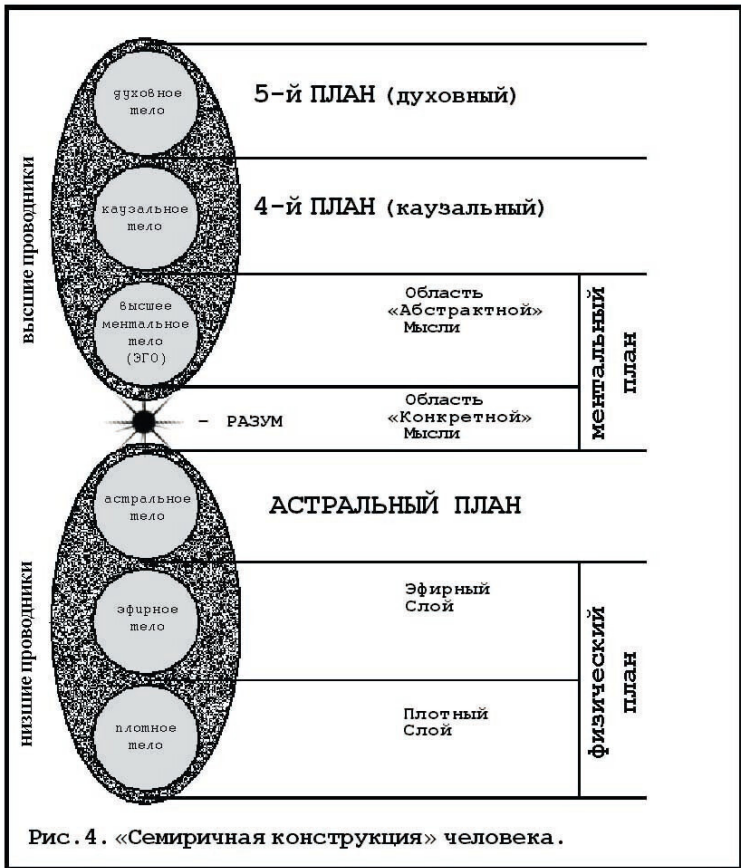 духовное
тело
5-й ПЛАН (духовный)
высшие проводники
каузальное
тело
4-й ПЛАН (каузальный)
высшее
ментальное
тело
(ЭГО)
Область
«Абстрактной»
Мысли
ментальный
план
– РАЗУМ
Область
«Конкретной»
Мысли
астральное
тело
АСТРАЛЬНЫЙ ПЛАН
низшие проводники
эфирное
тело
Эфирный
Слой
физический
план
плотное
тело
Плотный
Слой
Рис.4. «Семиричная конструкция» человека.